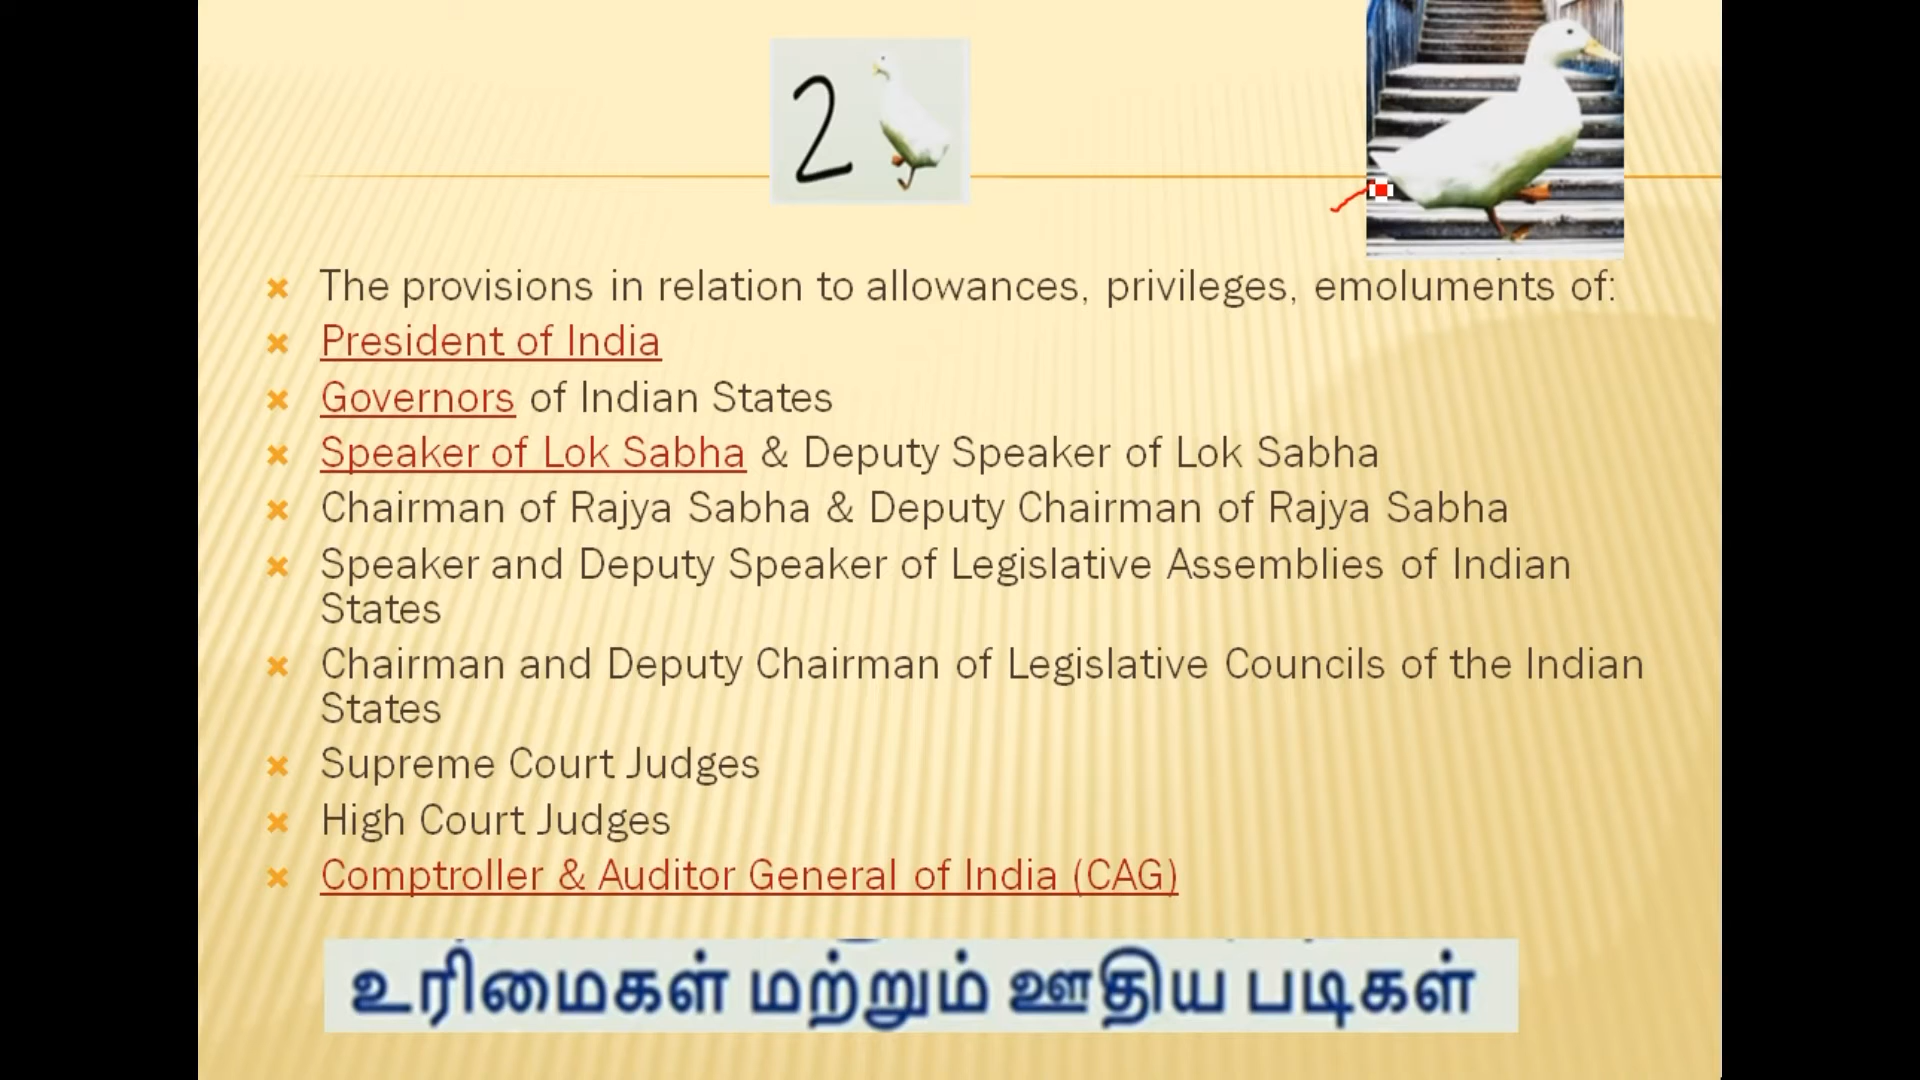 2
The provisions in relation to allowances, privileges, emoluments of:
President of India
Governors of Indian States
Speaker of Lok Sabha & Deputy Speaker of Lok Sabha
Chairman of Rajya Sabha & Deputy Chairman of Rajya Sabha
Speaker and Deputy Speaker of Legislative Assemblies of Indian
States
Chairman and Deputy Chairman of Legislative Councils of the Indian
States
Supreme Court Judges
High Court Judges
Comptroller & Auditor General of India (CAG)
உரிமைகள் மற்றும் ஊதிய படிகள்